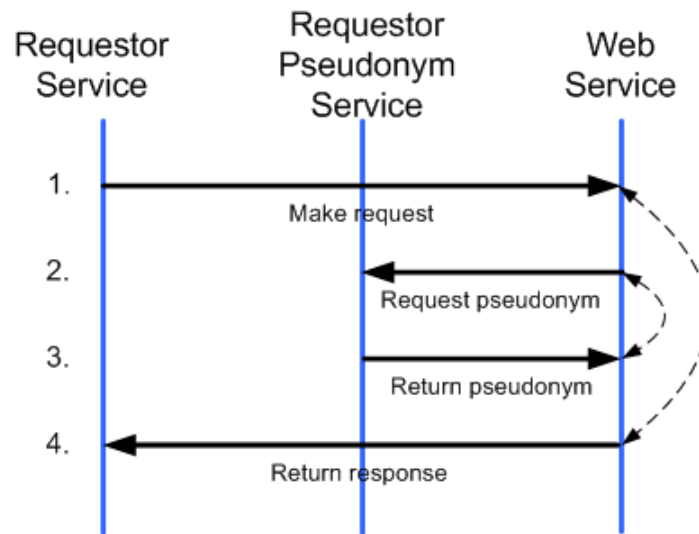 Requestor
Service
Requestor
Pseudonym
Service
Web
Service
1.
Make request
2.
Request pseudonym
3.
Return pseudonym
4.
Return response